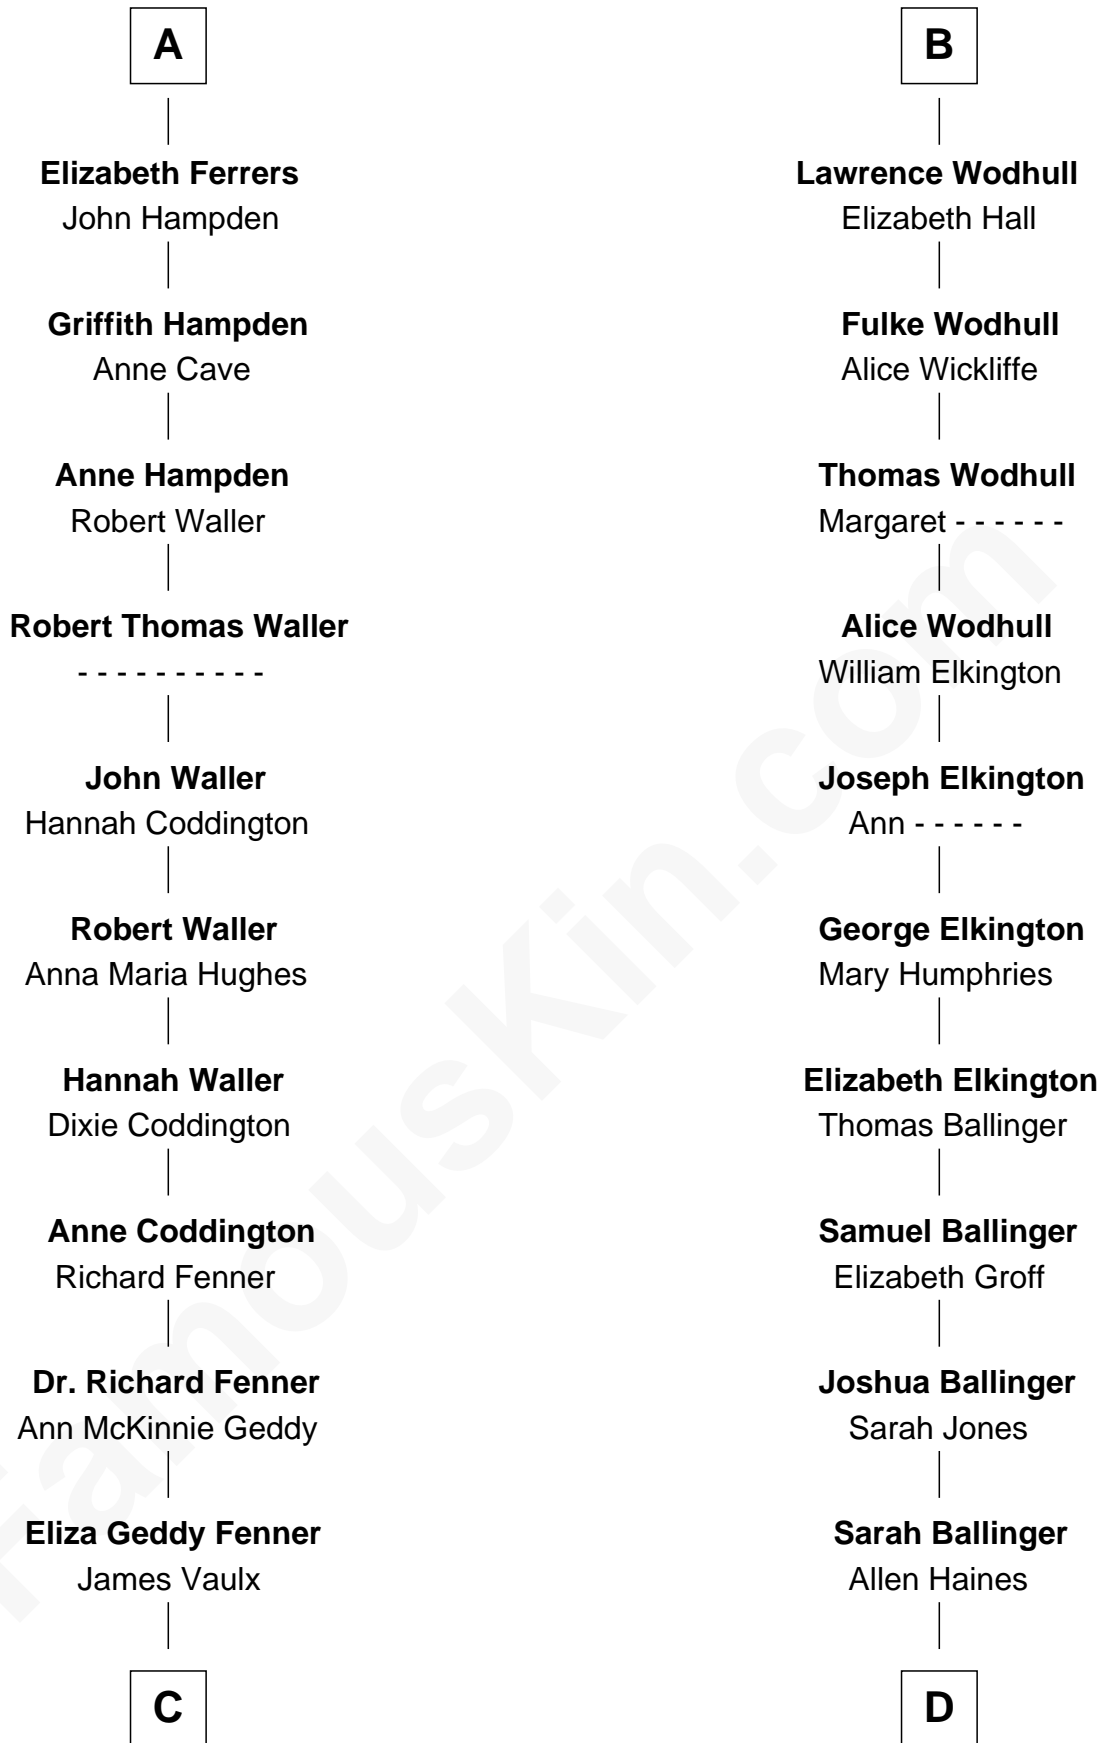 A
Elizabeth Ferrers
John Hampden
Griffith Hampden
Anne Cave
Anne Hampden
Robert Waller
Robert Thomas Waller
- - - - - - - - - -
John Waller
Hannah Coddington
Robert Waller
Anna Maria Hughes
Hannah Waller
Dixie Coddington
Anne Coddington
Richard Fenner
Dr. Richard Fenner
Ann McKinnie Geddy
Eliza Geddy Fenner
James Vaulx
C
B
Lawrence Wodhull
Elizabeth Hall
Fulke Wodhull
Alice Wickliffe
Thomas Wodhull
Margaret - - - - - -
Alice Wodhull
William Elkington
Joseph Elkington
Ann - - - - - -
George Elkington
Mary Humphries
Elizabeth Elkington
Thomas Ballinger
Samuel Ballinger
Elizabeth Groff
Joshua Ballinger
Sarah Jones
Sarah Ballinger
Allen Haines
D
FamousKin.com